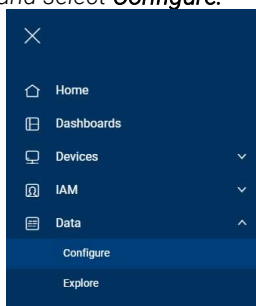 and select Configure.
Home
Dashboards
Devices
IAM
Data
Configure
Explore